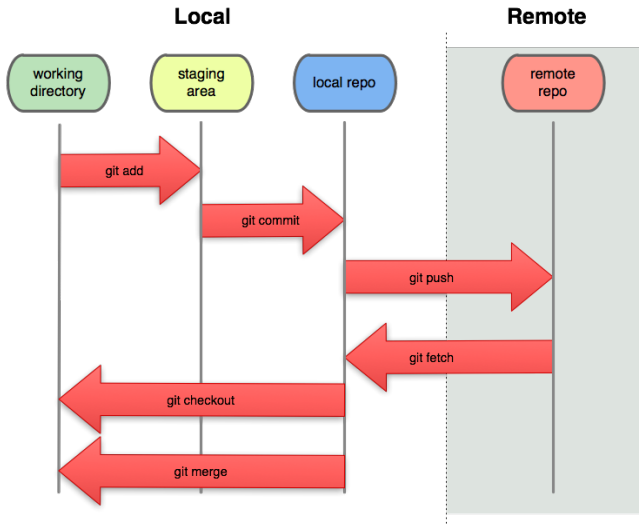 Local
Remote
working
directory
staging
area
local repo
remote
repo
git add
git commit
git push
git fetch
git checkout
git merge